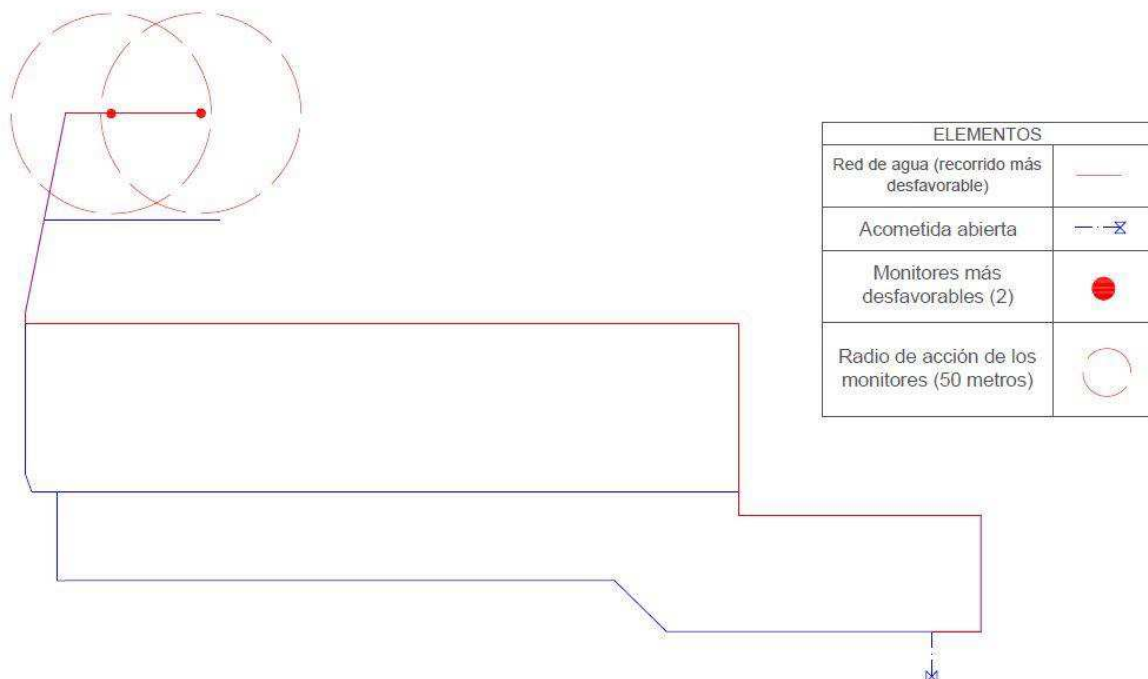 ELEMENTOS
Red de agua (recorrido más
desfavorable)
Acometida abierta
Monitores más
desfavorables (2)
Radio de acción de los
monitores (50 metros)